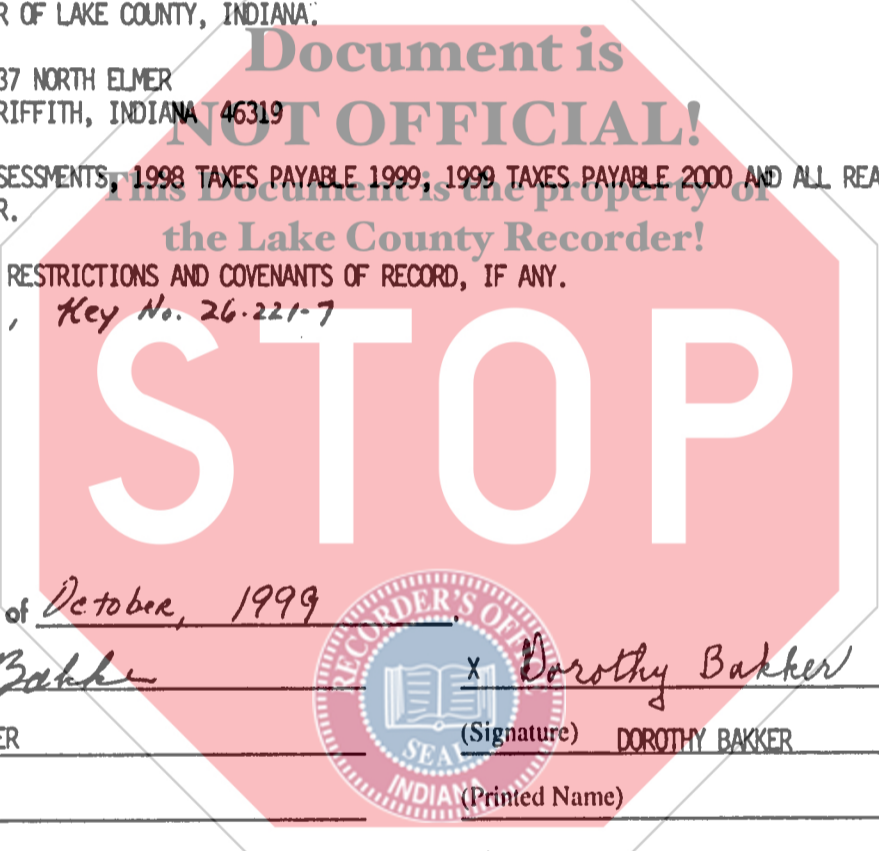 R OF LAKE COUNTY, INDIANA.
Document is
37 NORTH ELMER
RIFFITH, INDIANA 46319
NOT OFFICIAL!
SESSMENTS, 1998 TAXES PAYABLE 1999, 1999 TAXES PAYABLE 2000 AND ALL REA
This Document is the property of
R.
the Lake County Recorder!
RESTRICTIONS AND COVENANTS OF RECORD, IF ANY.
, Key No. 26-221-7
STOP
of October, 1999.
Bakke X Dorothy Bakker
ER (Signature) DOROTHY BAKKER
(Printed Name)
RECORDER'S OFFICE
SEAL
INDIANA